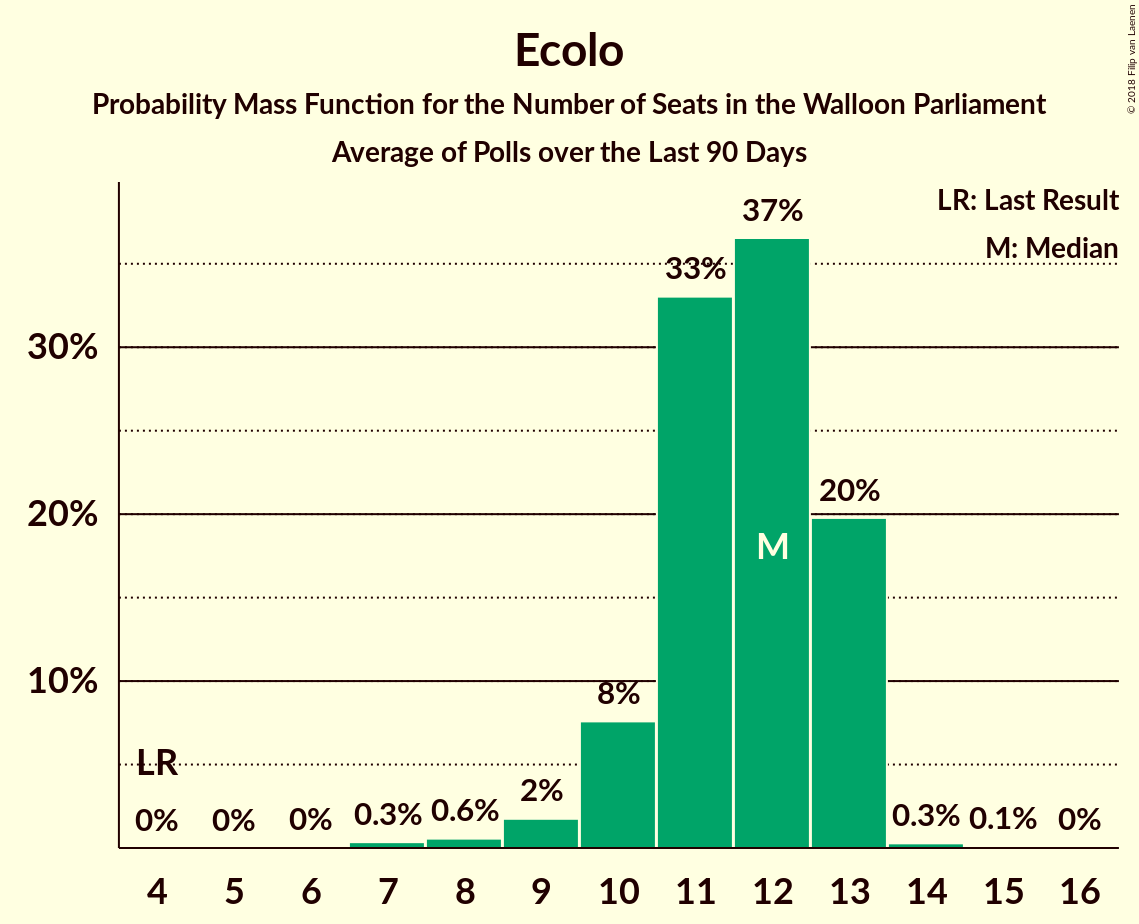 Ecolo
Probability Mass Function for the Number of Seats in the Walloon Parliament
Average of Polls over the Last 90 Days
© 2018 Filip van Laenen
LR: Last Result
M: Median
37%
33%
30%
20%
20%
M
10%
8%
LR
0% 0% 0% 0.3% 0.6% 2% 0.3% 0.1% 0%
4 5 6 7 8 9 10 11 12 13 14 15 16